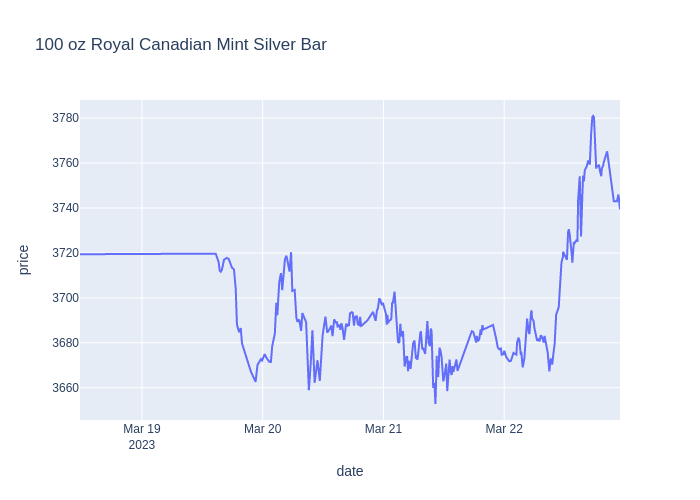 100 oz Royal Canadian Mint Silver Bar
3780
3760
3740
3720
3700
3680
3660
price
Mar 19
2023
Mar 20
Mar 21
Mar 22
date